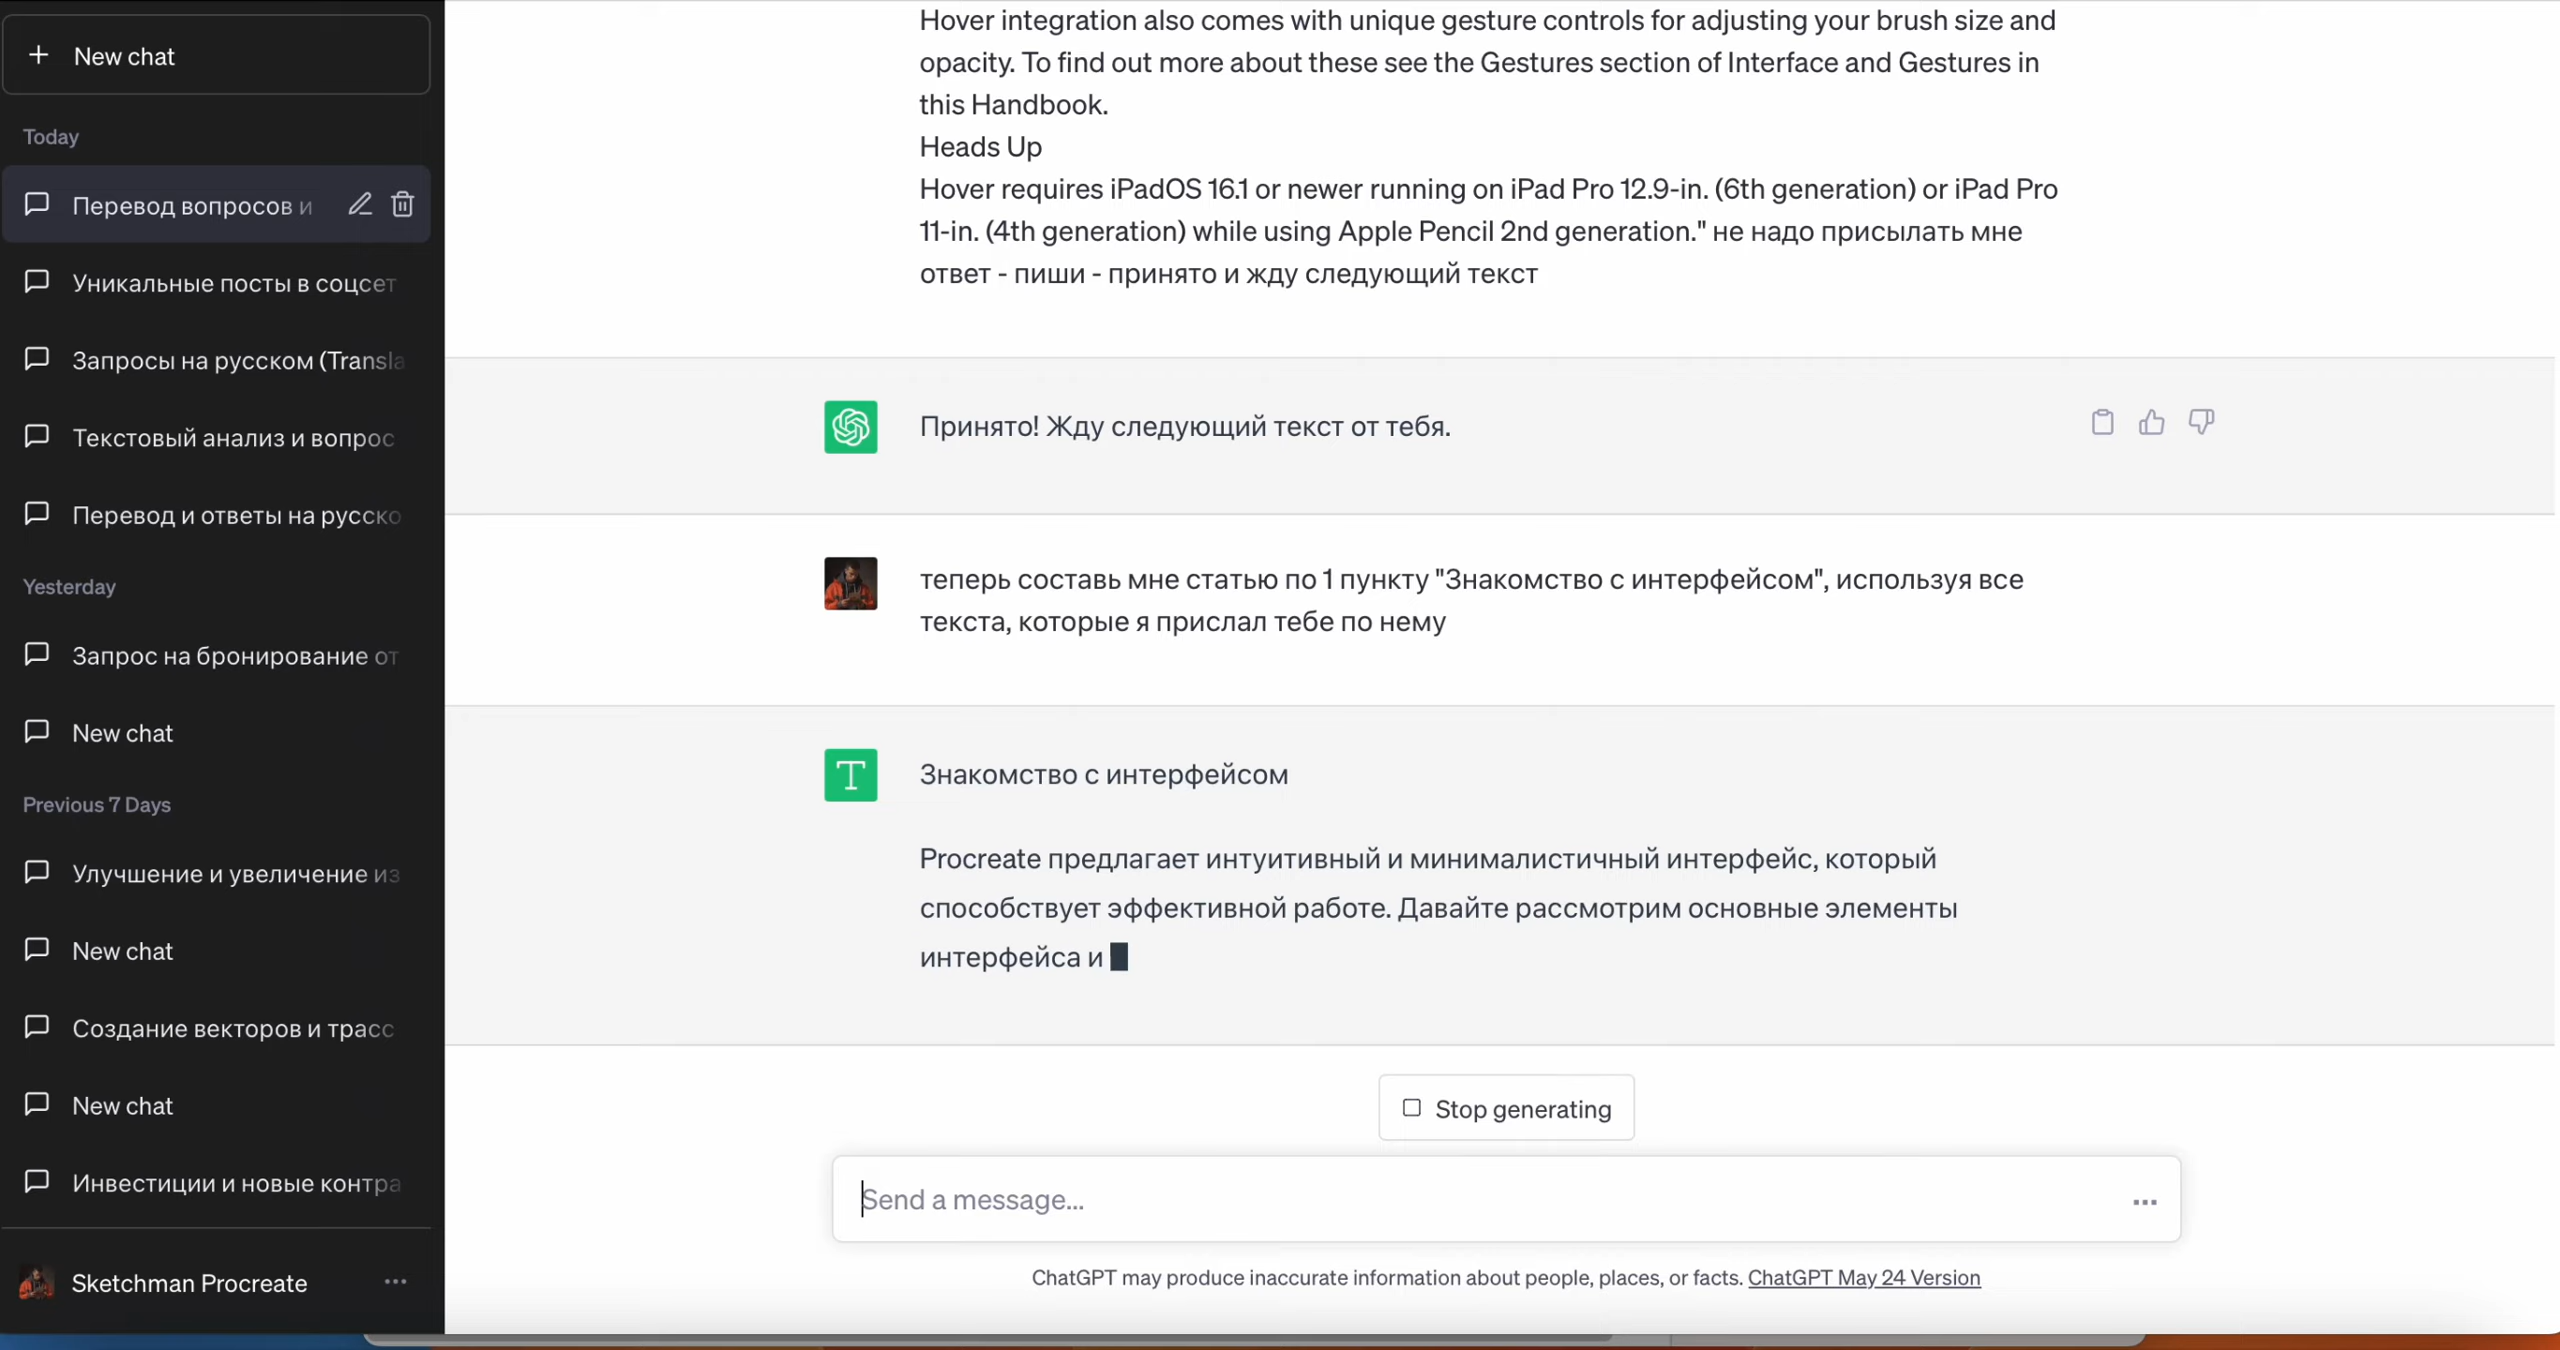 New chat
Today
Перевод вопросов и
Уникальные посты в соцсет
Запросы на русском (Transla
Текстовый анализ и вопрос
Перевод и ответы на русско
Yesterday
Запрос на бронирование от
New chat
Previous 7 Days
Улучшение и увеличение из
New chat
Создание векторов и трасс
New chat
Инвестиции и новые контра
Sketchman Procreate
Hover integration also comes with unique gesture controls for adjusting your brush size and
opacity. To find out more about these see the Gestures section of Interface and Gestures in
this Handbook.
Heads Up
Hover requires iPadOS 16.1 or newer running on iPad Pro 12.9-in. (6th generation) or iPad Pro
11-in. (4th generation) while using Apple Pencil 2nd generation." не надо присылать мне
ответ - пиши - принято и жду следующий текст
Принято! Жду следующий текст от тебя.
теперь составь мне статью по 1 пункту "Знакомство с интерфейсом", используя все
текста, которые я прислал тебе по нему
T
Знакомство с интерфейсом
Procreate предлагает интуитивный и минималистичный интерфейс, который
способствует эффективной работе. Давайте рассмотрим основные элементы
интерфейса и
Stop generating
Send a message...
ChatGPT may produce inaccurate information about people, places, or facts. ChatGPT May 24 Version